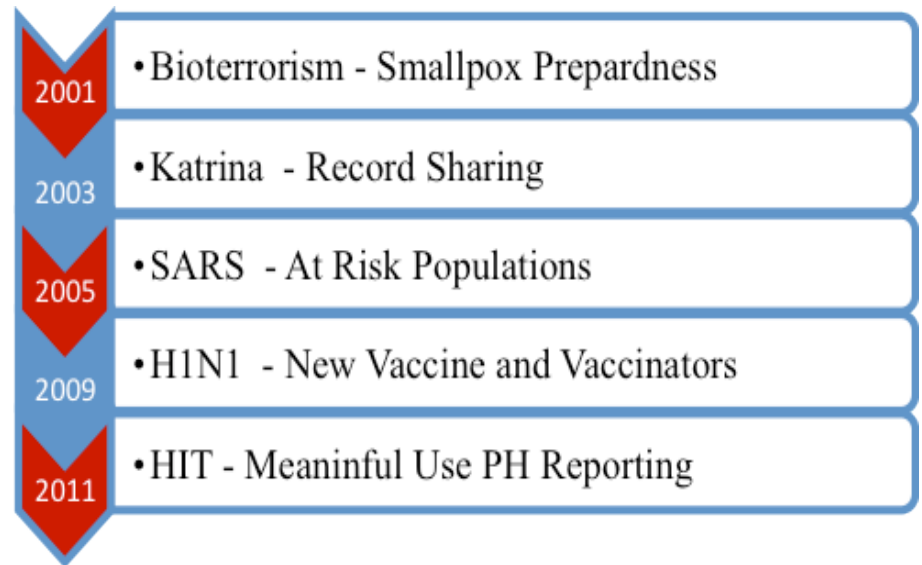 2001
•Bioterrorism - Smallpox Prepardness
2003
•Katrina - Record Sharing
2005
•SARS - At Risk Populations
2009
•H1N1 - New Vaccine and Vaccinators
2011
•HIT - Meaninful Use PH Reporting